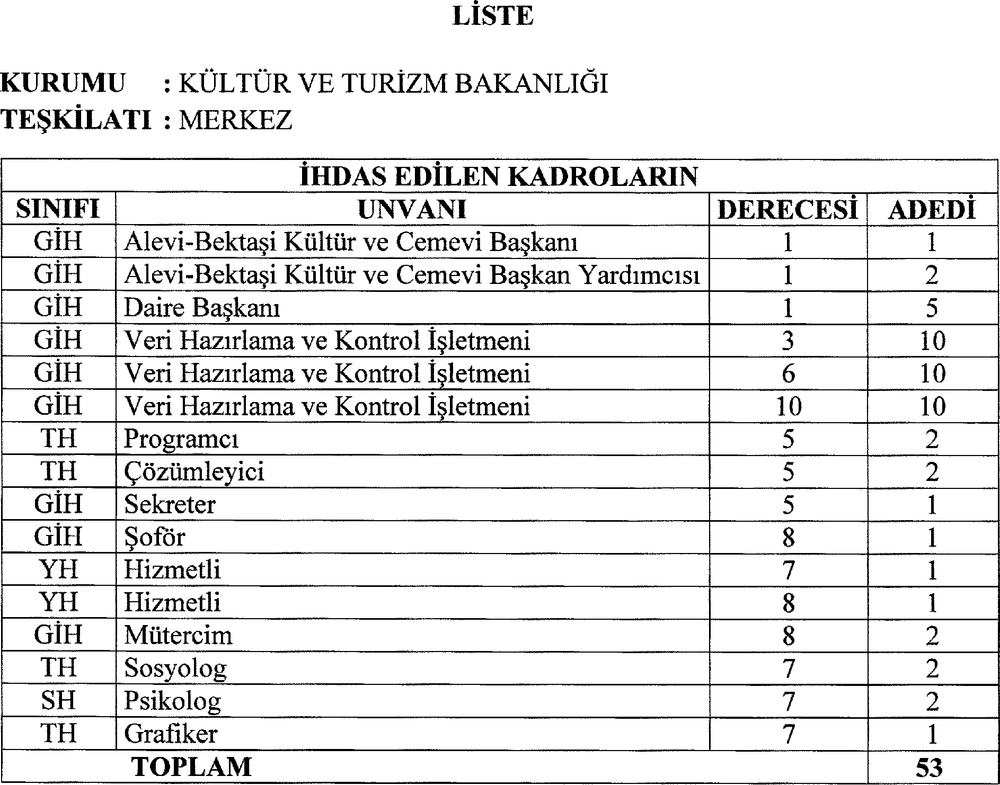 LİSTE
KURUMU : KÜLTÜR VE TURİZM BAKANLIĞI
TEŞKİLATI : MERKEZ
İHDAS EDİLEN KADROLARIN
SINIFI UNVANI DERECESİ ADEDİ
GİH Alevi-Bektaşi Kültür ve Cemevi Başkanı 1 1
GİH Alevi-Bektaşi Kültür ve Cemevi Başkan Yardımcısı 1 2
GİH Daire Başkanı 1 5
GİH Veri Hazırlama ve Kontrol İşletmeni 3 10
GİH Veri Hazırlama ve Kontrol İşletmeni 6 10
GİH Veri Hazırlama ve Kontrol İşletmeni 10 10
TH Programcı 5 2
TH Çözümleyici 5 2
GİH Sekreter 5 1
GİH Şoför 8 1
YH Hizmetli 7 1
YH Hizmetli 8 1
GİH Mütercim 8 2
TH Sosyolog 7 2
SH Psikolog 7 2
TH Grafiker 7 1
TOPLAM 53